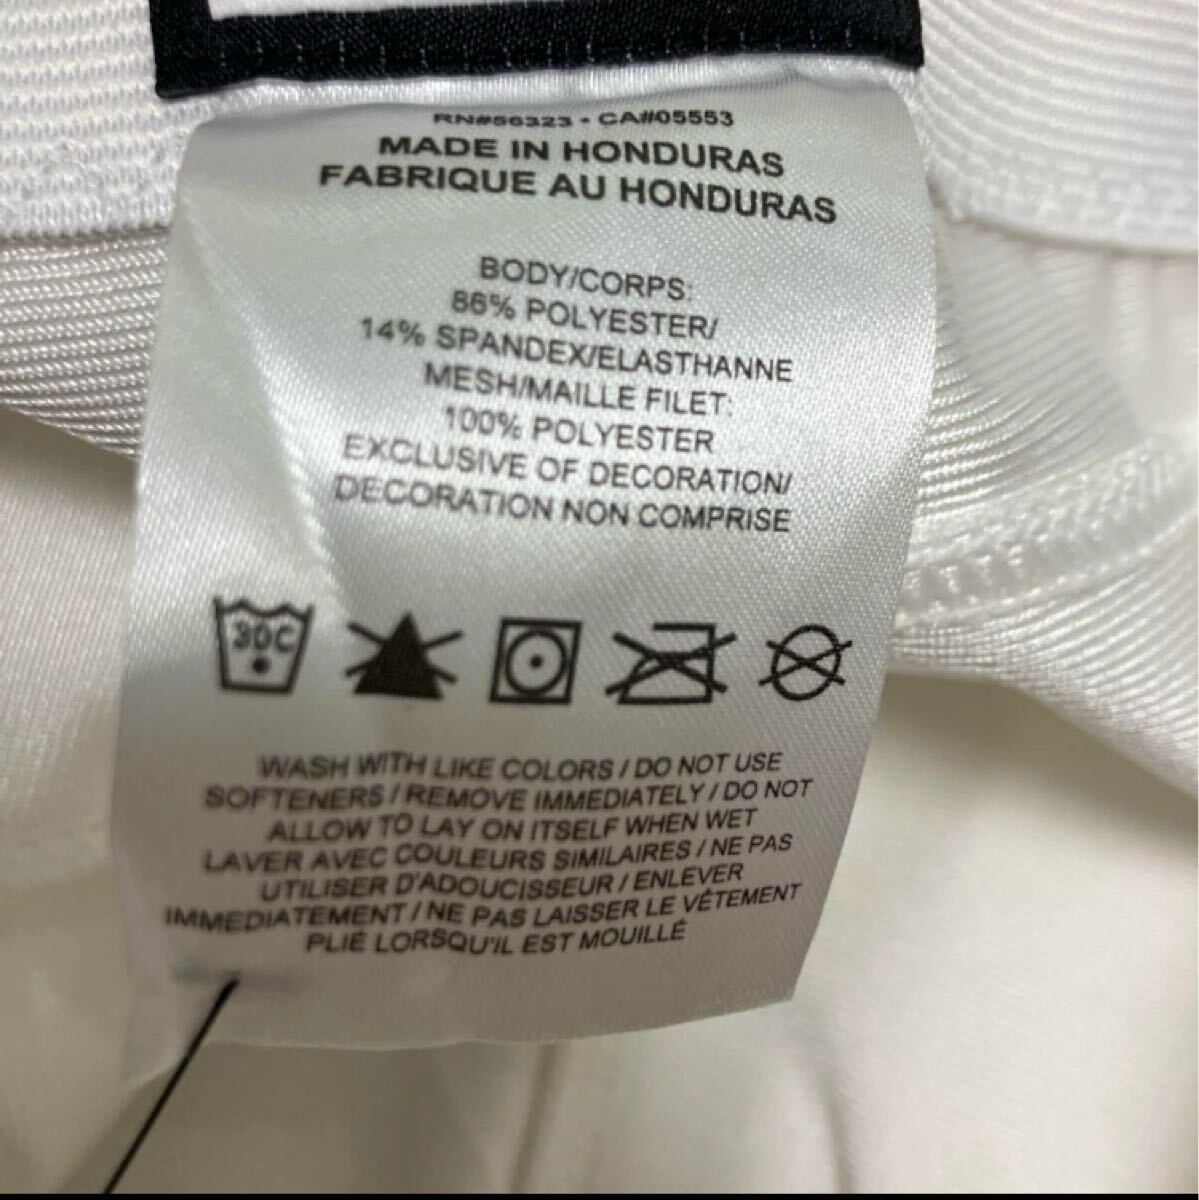 RN#56323 - CA#05553
MADE IN HONDURAS
FABRIQUE AU HONDURAS
BODY/CORPS:
86% POLYESTER/
14% SPANDEX/ELASTHANNE
MESH/MAILLE FILET:
100% POLYESTER
EXCLUSIVE OF DECORATION/
DECORATION NON COMPRISE
30C
WASH WITH LIKE COLORS / DO NOT USE
SOFTENERS / REMOVE IMMEDIATELY / DO NOT
ALLOW TO LAY ON ITSELF WHEN WET
LAVER AVEC COULEURS SIMILAIRES / NE PAS
UTILISER D'ADOUCISSEUR / ENLEVER
IMMEDIATEMENT / NE PAS LAISSER LE VÊTEMENT
PLIÉ LORSQU'IL EST MOUILLÉ